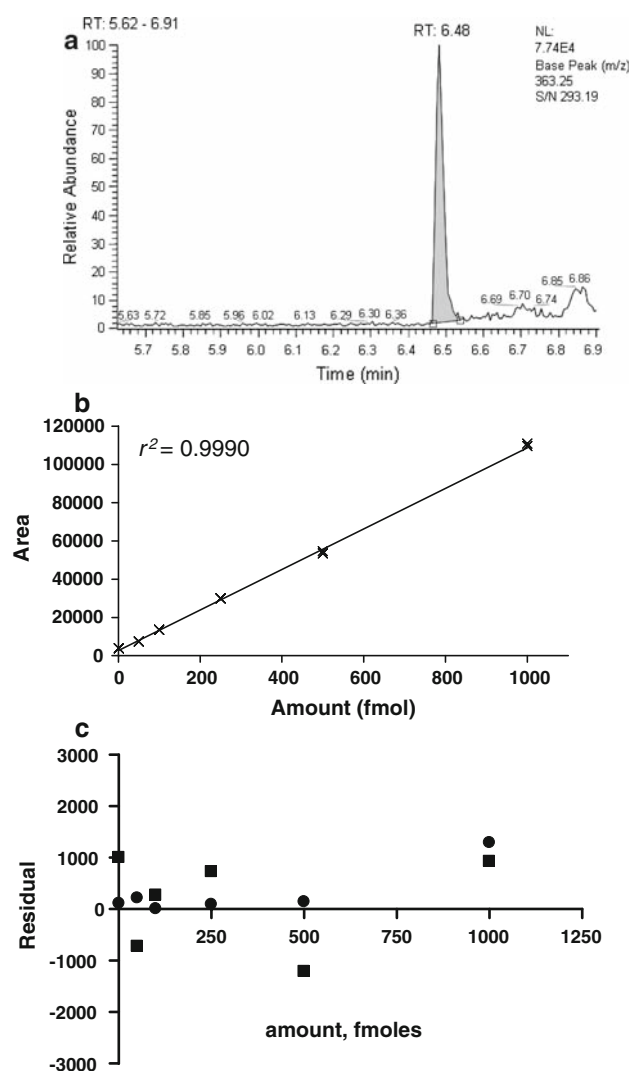 RT: 5.62 - 6.91
a
RT: 6.48
NL:
7.74E4
Base Peak (m/z)
363.25
S/N 293.19
Relative Abundance
100
90
80
70
60
50
40
30
20
10
0
5.63 5.72 5.85 5.96 6.02 6.13 6.29 6.30 6.36 6.69 6.70 6.74 6.85 6.86
5.7 5.8 5.9 6.0 6.1 6.2 6.3 6.4 6.5 6.6 6.7 6.8 6.9
Time (min)
b
r² = 0.9990
Area
120000
100000
80000
60000
40000
20000
0
0 200 400 600 800 1000
Amount (fmol)
c
Residual
3000
2000
1000
0
-1000
-2000
-3000
250 500 750 1000 1250
amount, fmoles